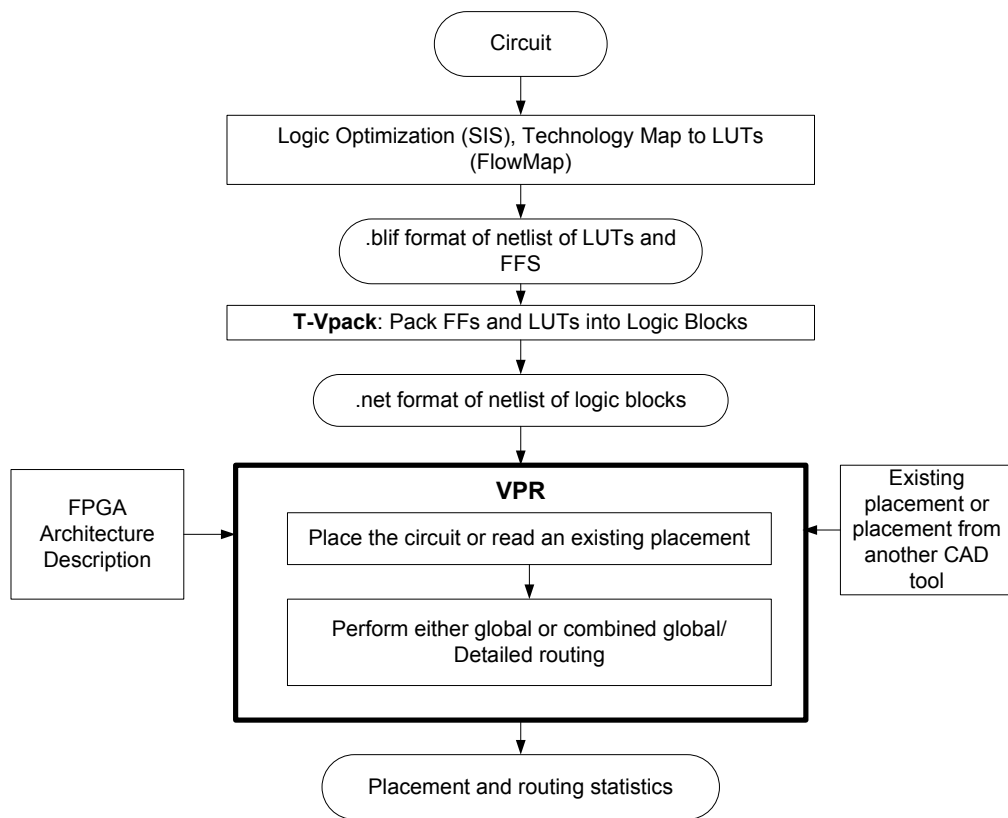 Circuit
Logic Optimization (SIS), Technology Map to LUTs
(FlowMap)
.blif format of netlist of LUTs and
FFS
T-Vpack: Pack FFs and LUTs into Logic Blocks
.net format of netlist of logic blocks
FPGA
Architecture
Description
VPR
Place the circuit or read an existing placement
Perform either global or combined global/
Detailed routing
Existing
placement or
placement from
another CAD
tool
Placement and routing statistics